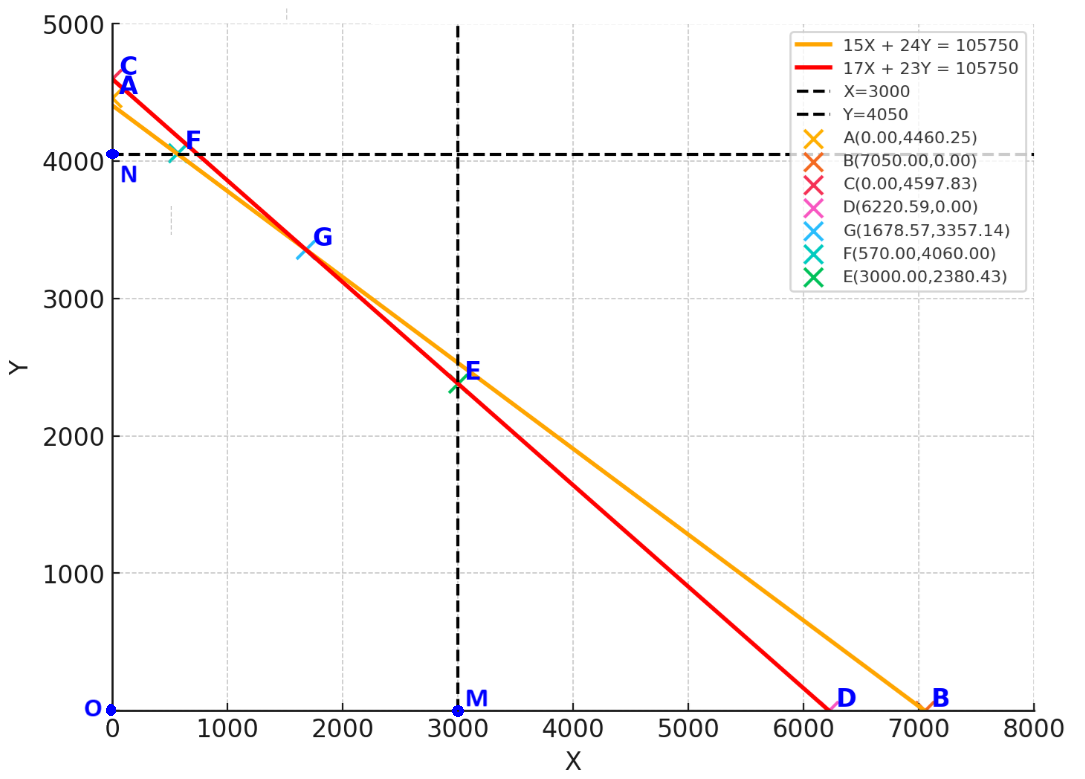 5000
4000
3000
2000
1000
Y
C
A
F
N
G
E
M
D
B
O
0
1000
2000
3000
4000
5000
6000
7000
8000
X
15X + 24Y = 105750
17X + 23Y = 105750
X=3000
Y=4050
A(0.00,4460.25)
B(7050.00,0.00)
C(0.00,4597.83)
D(6220.59,0.00)
G(1678.57,3357.14)
F(570.00,4060.00)
E(3000.00,2380.43)